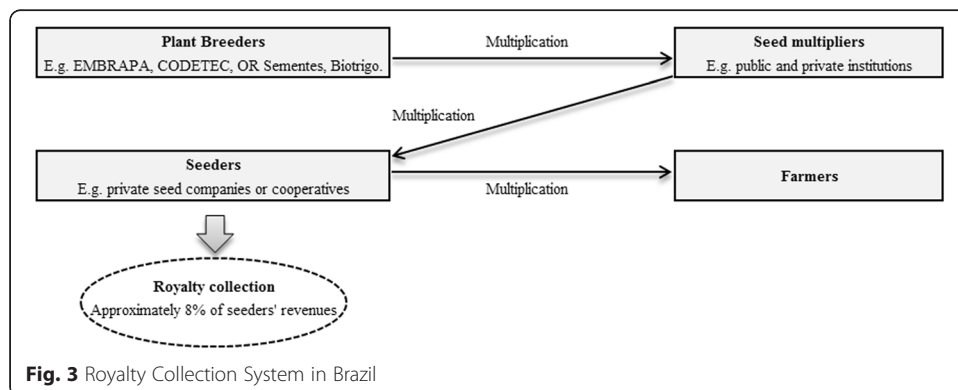 Plant Breeders
E.g. EMBRAPA, CODETEC, OR Sementes, Biotrigo.
Multiplication
Seed multipliers
E.g. public and private institutions
Multiplication
Seeders
E.g. private seed companies or cooperatives
Multiplication
Farmers
Royalty collection
Approximately 8% of seeders' revenues
Fig. 3 Royalty Collection System in Brazil